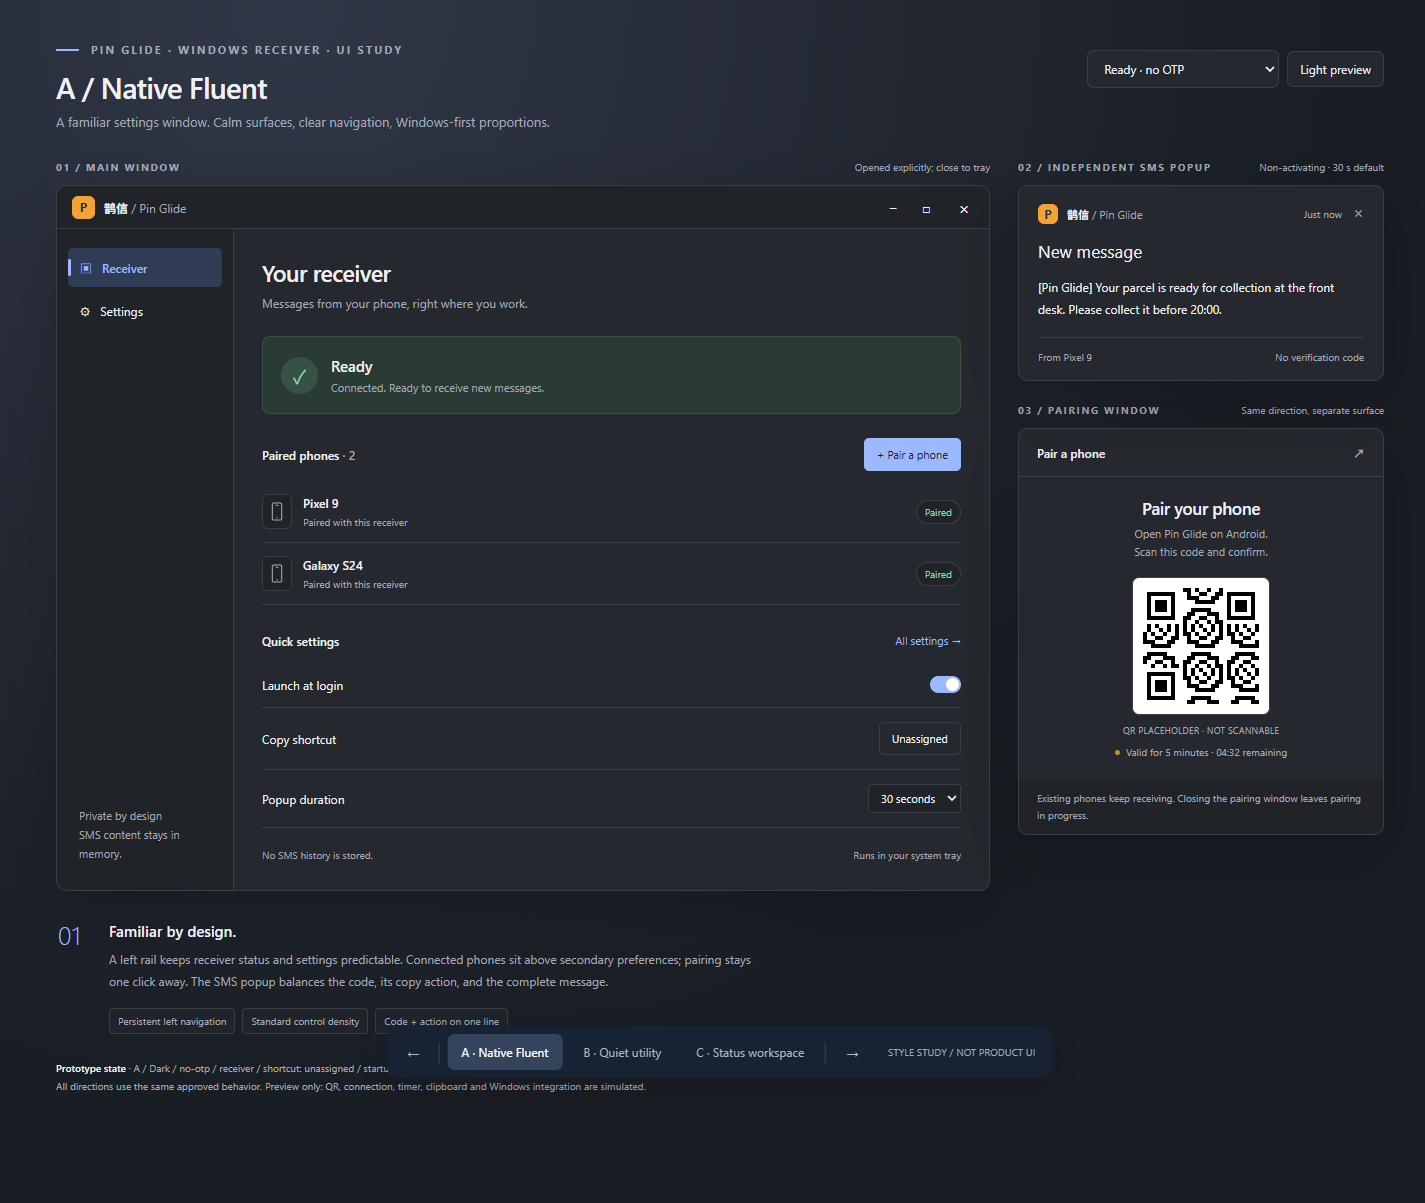 PIN GLIDE · WINDOWS RECEIVER · UI STUDY
A / Native Fluent
A familiar settings window. Calm surfaces, clear navigation, Windows-first proportions.
Ready · no OTP
Light preview
01 / MAIN WINDOW
Opened explicitly; close to tray
P 鹊信 / Pin Glide
Receiver
Settings
Private by design
SMS content stays in
memory.
Your receiver
Messages from your phone, right where you work.
✓
Ready
Connected. Ready to receive new messages.
Paired phones · 2
+ Pair a phone
Pixel 9
Paired with this receiver
Paired
Galaxy S24
Paired with this receiver
Paired
Quick settings
All settings →
Launch at login
Copy shortcut
Unassigned
Popup duration
30 seconds
No SMS history is stored.
Runs in your system tray
02 / INDEPENDENT SMS POPUP
Non-activating · 30 s default
P 鹊信 / Pin Glide
Just now ✕
New message
[Pin Glide] Your parcel is ready for collection at the front
desk. Please collect it before 20:00.
From Pixel 9
No verification code
03 / PAIRING WINDOW
Same direction, separate surface
Pair a phone
↗
Pair your phone
Open Pin Glide on Android.
Scan this code and confirm.
QR PLACEHOLDER · NOT SCANNABLE
Valid for 5 minutes · 04:32 remaining
Existing phones keep receiving. Closing the pairing window leaves pairing
in progress.
01
Familiar by design.
A left rail keeps receiver status and settings predictable. Connected phones sit above secondary preferences; pairing stays
one click away. The SMS popup balances the code, its copy action, and the complete message.
Persistent left navigation
Standard control density
Code + action on one line
←
A · Native Fluent
B · Quiet utility
C · Status workspace
→
STYLE STUDY / NOT PRODUCT UI
Prototype state · A / Dark / no-otp / receiver / shortcut: unassigned / startu
All directions use the same approved behavior. Preview only: QR, connection, timer, clipboard and Windows integration are simulated.